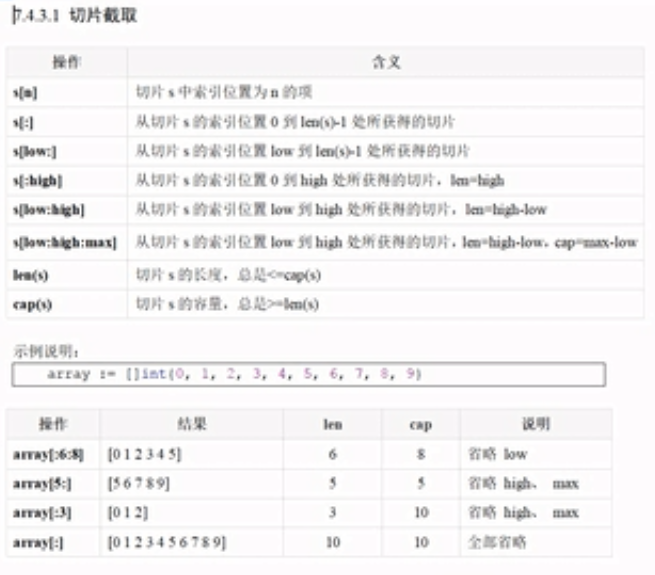 7.4.3.1 切片截取
操作 含义
s[n] 切片 s 中索引位置为 n 的项
s[:] 从切片 s 的索引位置 0 到 len(s)-1 处所获得的切片
s[low:] 从切片 s 的索引位置 low 到 len(s)-1 处所获得的切片
s[:high] 从切片 s 的索引位置 0 到 high 处所获得的切片，len=high
s[low:high] 从切片 s 的索引位置 low 到 high 处所获得的切片，len=high-low
s[low:high:max] 从切片 s 的索引位置 low 到 high 处所获得的切片，len=high-low，cap=max-low
len(s) 切片 s 的长度，总是<=cap(s)
cap(s) 切片 s 的容量，总是>=len(s)
示例说明：
array := []int{0, 1, 2, 3, 4, 5, 6, 7, 8, 9}
操作 结果 len cap 说明
array[:6:8] [0 1 2 3 4 5] 6 8 省略 low
array[5:] [5 6 7 8 9] 5 5 省略 high、 max
array[:3] [0 1 2] 3 10 省略 high、 max
array[:] [0 1 2 3 4 5 6 7 8 9] 10 10 全部省略